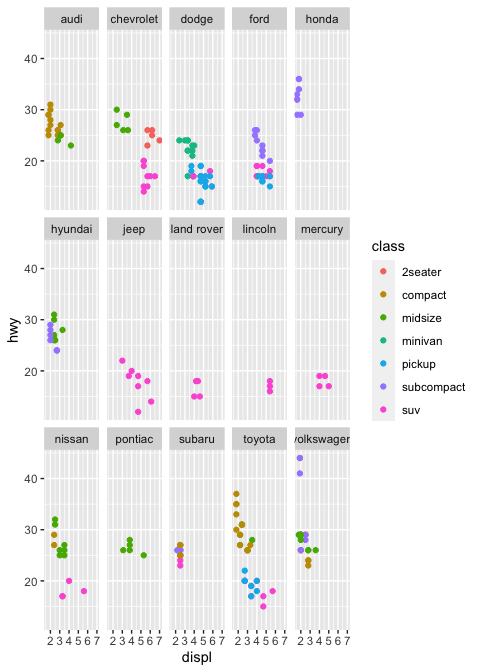 audi chevrolet dodge ford honda
40
30
20
hyundai jeep land rover lincoln mercury
40
30
20
nissan pontiac subaru toyota volkswagen
40
30
20
2 3 4 5 6 7 2 3 4 5 6 7 2 3 4 5 6 7 2 3 4 5 6 7 2 3 4 5 6 7
displ
hwy
class
2seater
compact
midsize
minivan
pickup
subcompact
suv